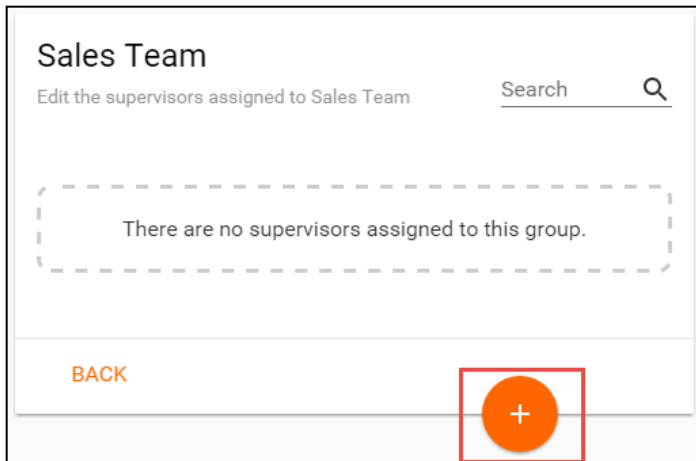 Sales Team
Edit the supervisors assigned to Sales Team
Search
There are no supervisors assigned to this group.
BACK
+